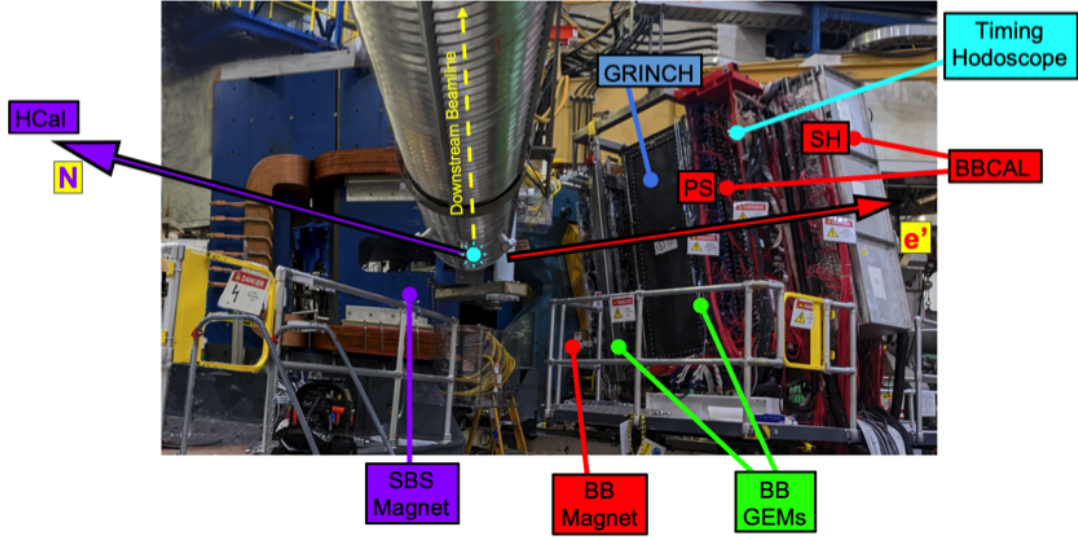 Timing
Hodoscope
GRINCH
Downstream Beamline
HCal
N
SH
BBCAL
PS
e’
DANGER
SBS
Magnet
BB
Magnet
BB
GEMs